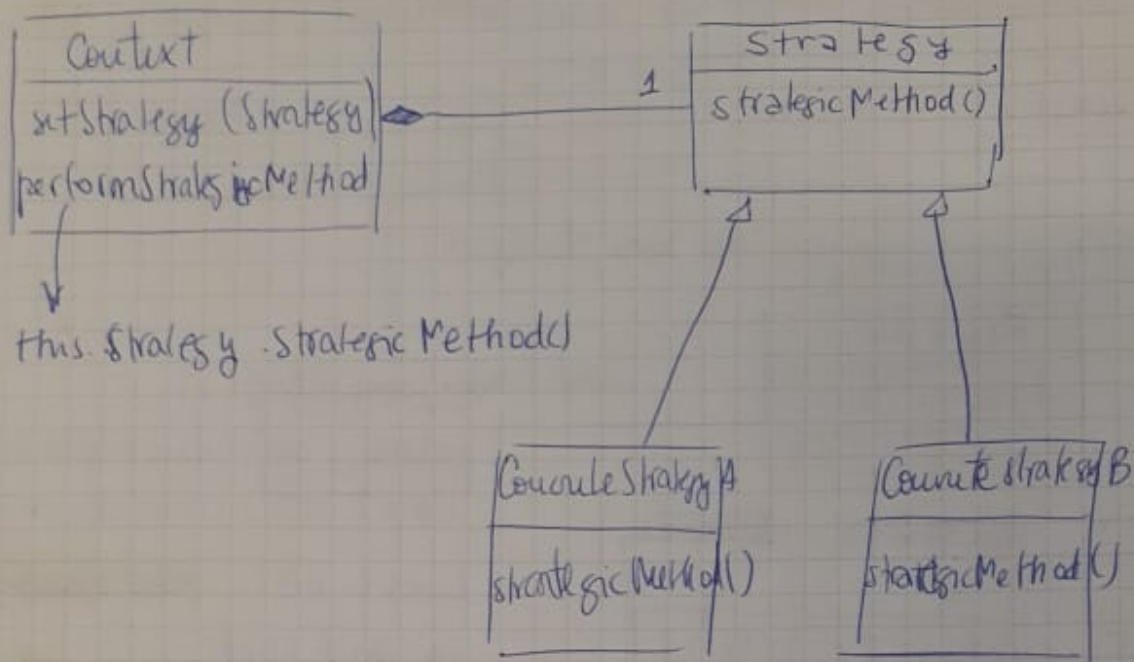 Context
setStrategy (Strategy)
performStrategicMethod
this.Strategy.StrategicMethod()
1
Strategy
strategicMethod()
ConcreteStrategyA
strategicMethod()
ConcreteStrategyB
strategicMethod()